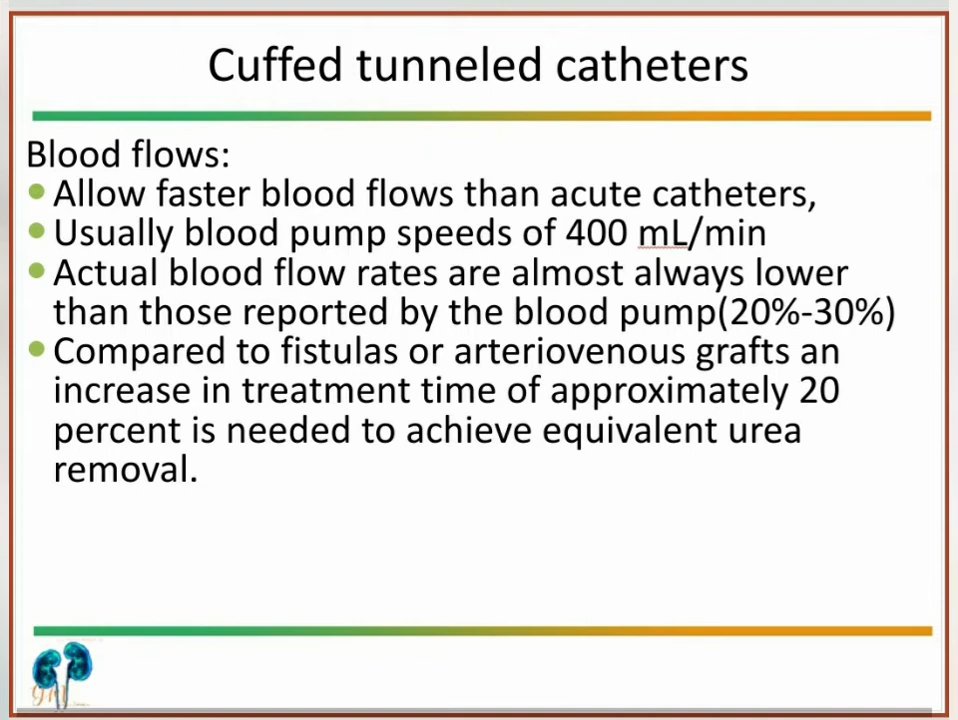 Cuffed tunneled catheters
Blood flows:
Allow faster blood flows than acute catheters,
Usually blood pump speeds of 400 mL/min
Actual blood flow rates are almost always lower
than those reported by the blood pump(20%-30%)
Compared to fistulas or arteriovenous grafts an
increase in treatment time of approximately 20
percent is needed to achieve equivalent urea
removal.